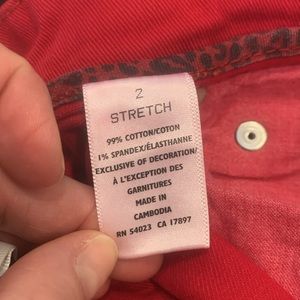 2
STRETCH
99% COTTON/COTON
1% SPANDEX/ÉLASTHANNE
EXCLUSIVE OF DECORATION/
À L'EXCEPTION DES
GARNITURES
MADE IN
CAMBODIA
RN 54023 CA 17897